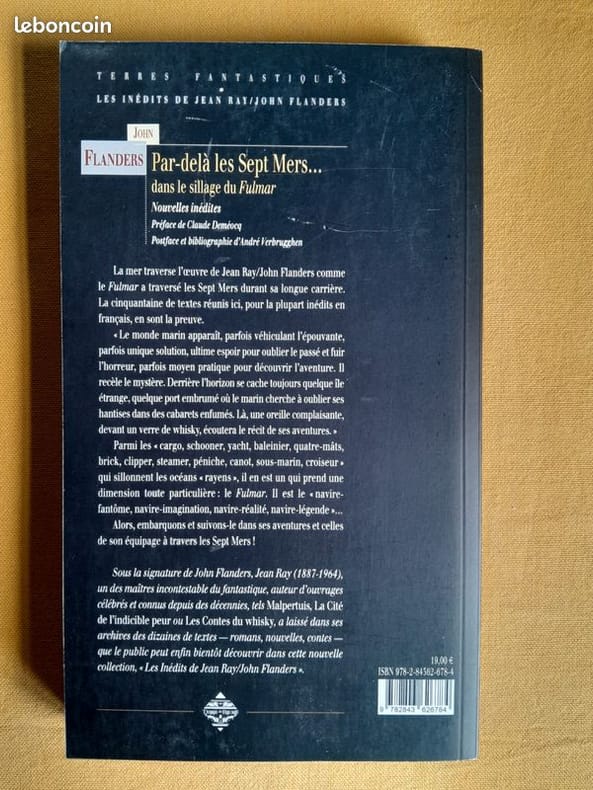 leboncoin
TERRES FANTASTIQUES
LES INÉDITS DE JEAN RAY/JOHN FLANDERS
JOHN
FLANDERS
Par-delà les Sept Mers...
dans le sillage du Fulmar
Nouvelles inédites
Préface de Claude Deméocq
Postface et bibliographie d'André Verbrugghen
La mer traverse l'œuvre de Jean Ray/John Flanders comme
le Fulmar a traversé les Sept Mers durant sa longue carrière.
La cinquantaine de textes réunis ici, pour la plupart inédits en
français, en sont la preuve.
« Le monde marin apparaît, parfois véhiculant l'épouvante,
parfois unique solution, ultime espoir pour oublier le passé et fuir
l'horreur, parfois moyen pratique pour découvrir l'aventure. Il
recèle le mystère. Derrière l'horizon se cache toujours quelque île
étrange, quelque port embrumé où le marin cherche à oublier ses
hantises dans des cabarets enfumés. Là, une oreille complaisante,
devant un verre de whisky, écoutera le récit de ses aventures. »
Parmi les « cargo, schooner, yacht, baleinier, quatre-mâts,
brick, clipper, steamer, péniche, canot, sous-marin, croiseur »
qui sillonnent les océans « rayens », il en est un qui prend une
dimension toute particulière : le Fulmar. Il est le « navire-
fantôme, navire-imagination, navire-réalité, navire-légende »...
Alors, embarquons et suivons-le dans ses aventures et celles
de son équipage à travers les Sept Mers !
Sous la signature de John Flanders, Jean Ray (1887-1964),
un des maîtres incontestable du fantastique, auteur d'ouvrages
célébrés et connus depuis des décennies, tels Malpertuis, La Cité
de l'indicible peur ou Les Contes du whisky, a laissé dans ses
archives des dizaines de textes — romans, nouvelles, contes —
que le public peut enfin bientôt découvrir dans cette nouvelle
collection, « Les Inédits de Jean Ray/John Flanders ».
19,00 €
ISBN 978-2-84362-678-4
9 782843 626784